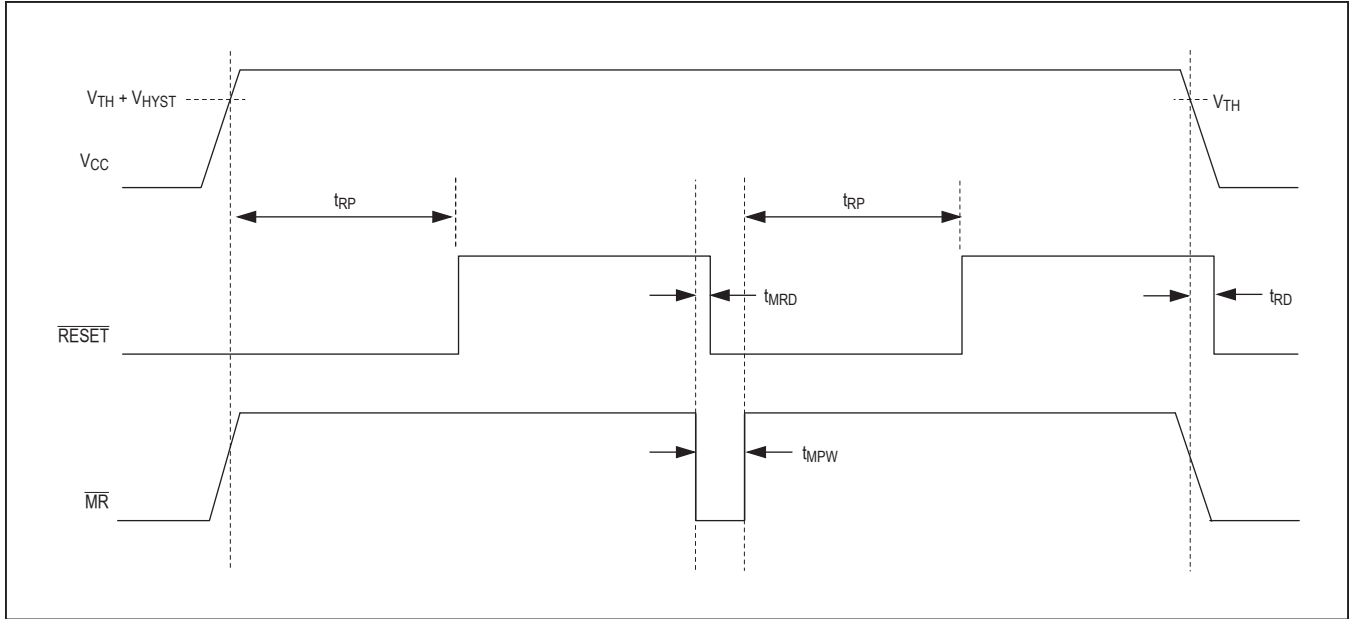 VTH + VHYST
VTH
VCC
tRP
tRP
tMRD
tRD
RESET
tMPW
MR